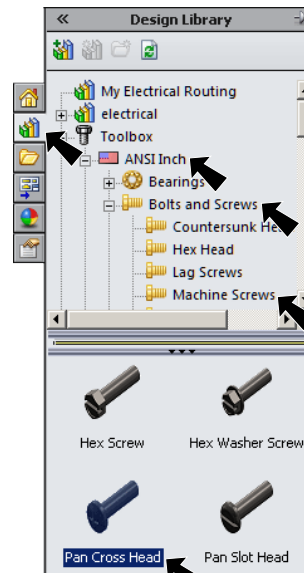 Design Library
My Electrical Routing
electrical
Toolbox
ANSI Inch
Bearings
Bolts and Screws
Countersunk
Hex Head
Lag Screws
Machine Screws
Hex Screw Hex Washer Screw
Pan Cross Head Pan Slot Head